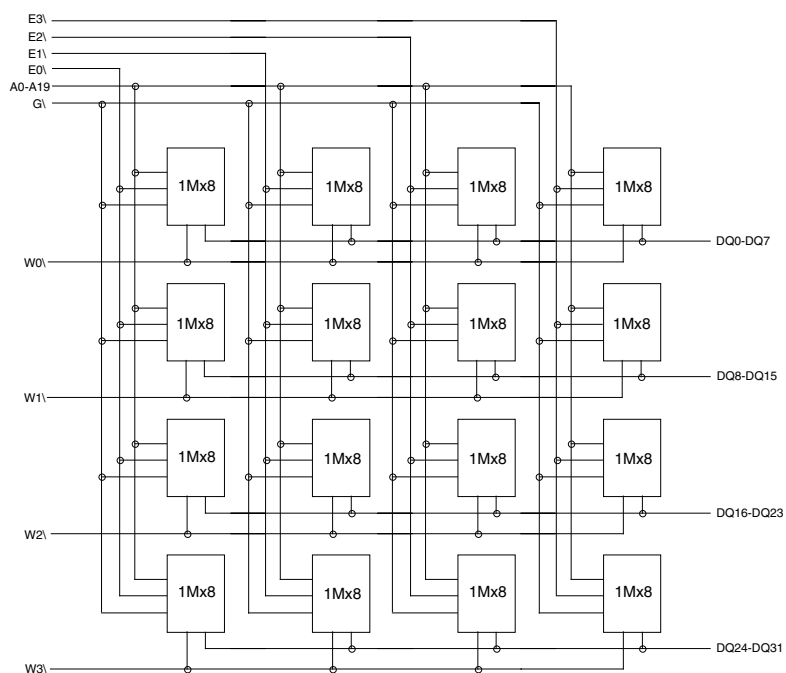 E3\
E2\
E1\
E0\
A0-A19
G\
1Mx8 1Mx8 1Mx8 1Mx8
DQ0-DQ7
W0\
1Mx8 1Mx8 1Mx8 1Mx8
DQ8-DQ15
W1\
1Mx8 1Mx8 1Mx8 1Mx8
DQ16-DQ23
W2\
1Mx8 1Mx8 1Mx8 1Mx8
DQ24-DQ31
W3\